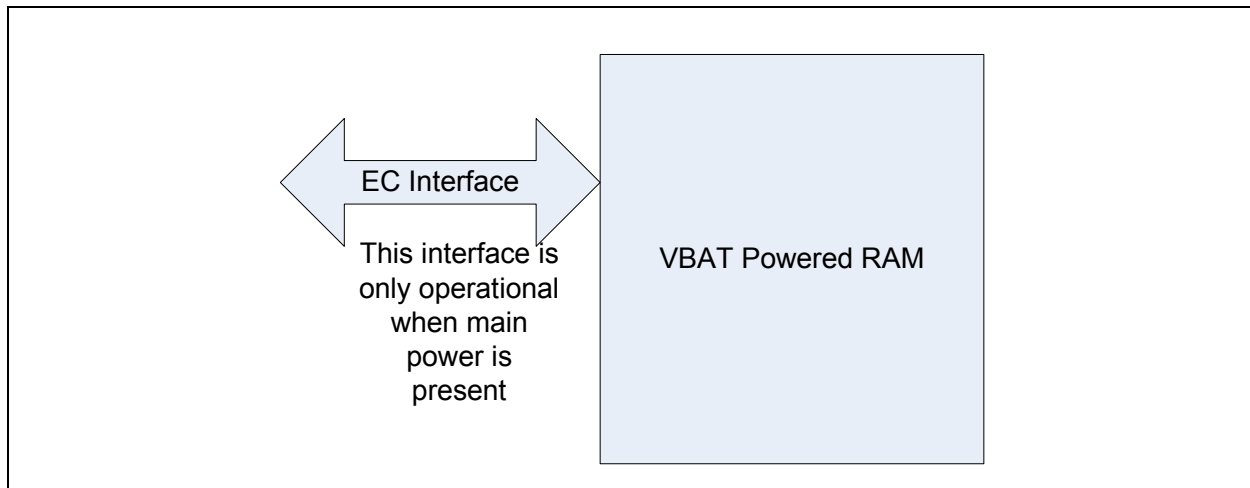 EC Interface
This interface is
only operational
when main
power is
present
VBAT Powered RAM